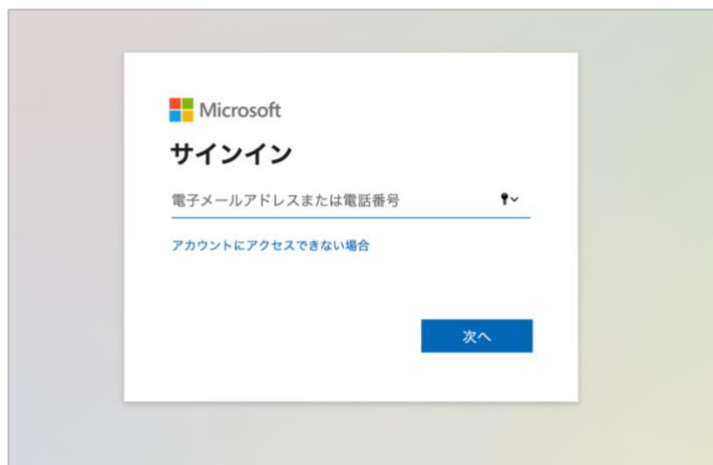 Microsoft
サインイン
電子メールアドレスまたは電話番号
アカウントにアクセスできない場合
次へ